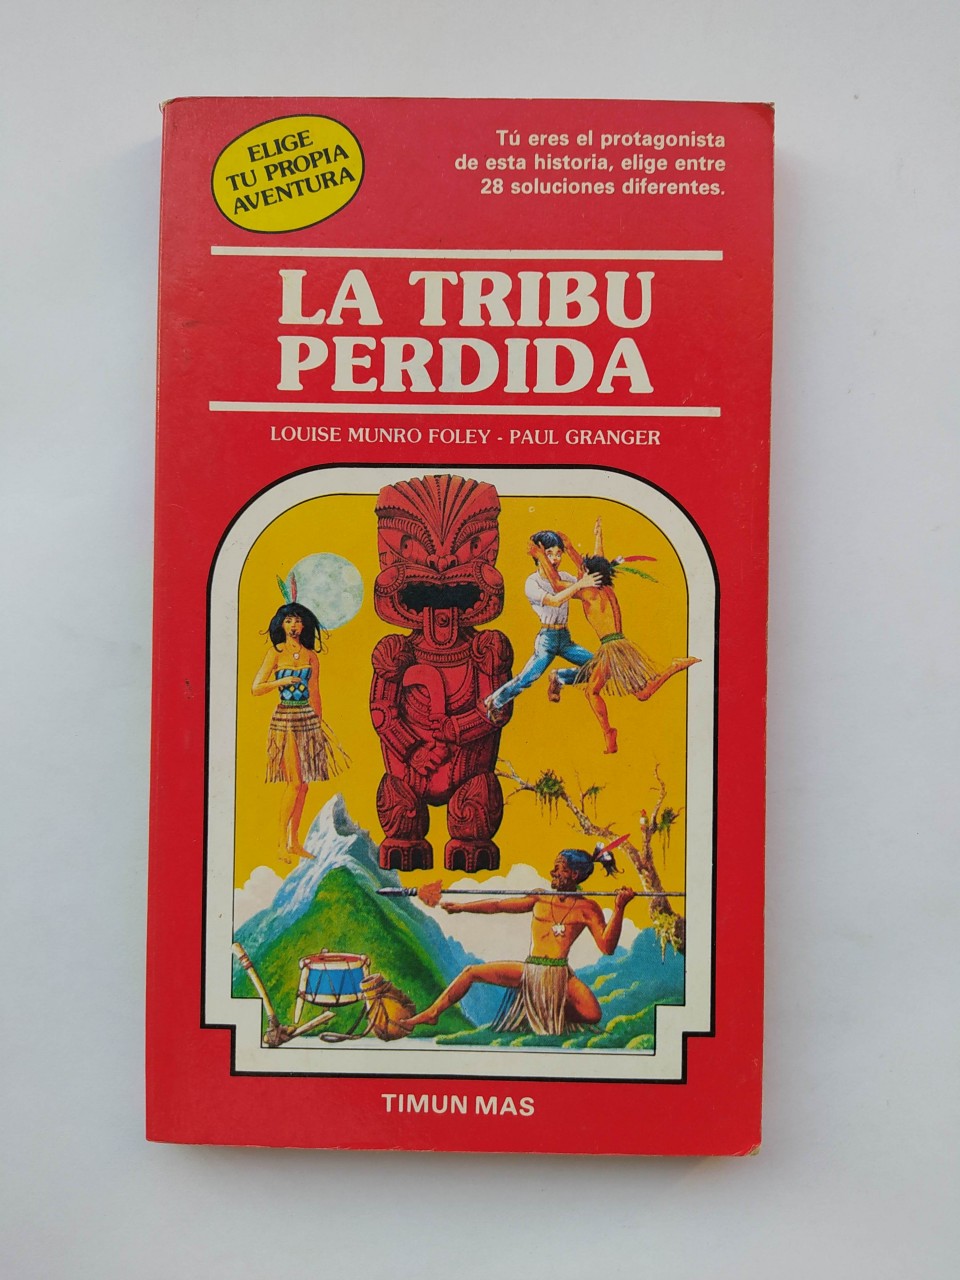 ELIGE
TU PROPIA
AVENTURA
Tú eres el protagonista
de esta historia, elige entre
28 soluciones diferentes.
LA TRIBU
PERDIDA
LOUISE MUNRO FOLEY - PAUL GRANGER
TIMUN MAS